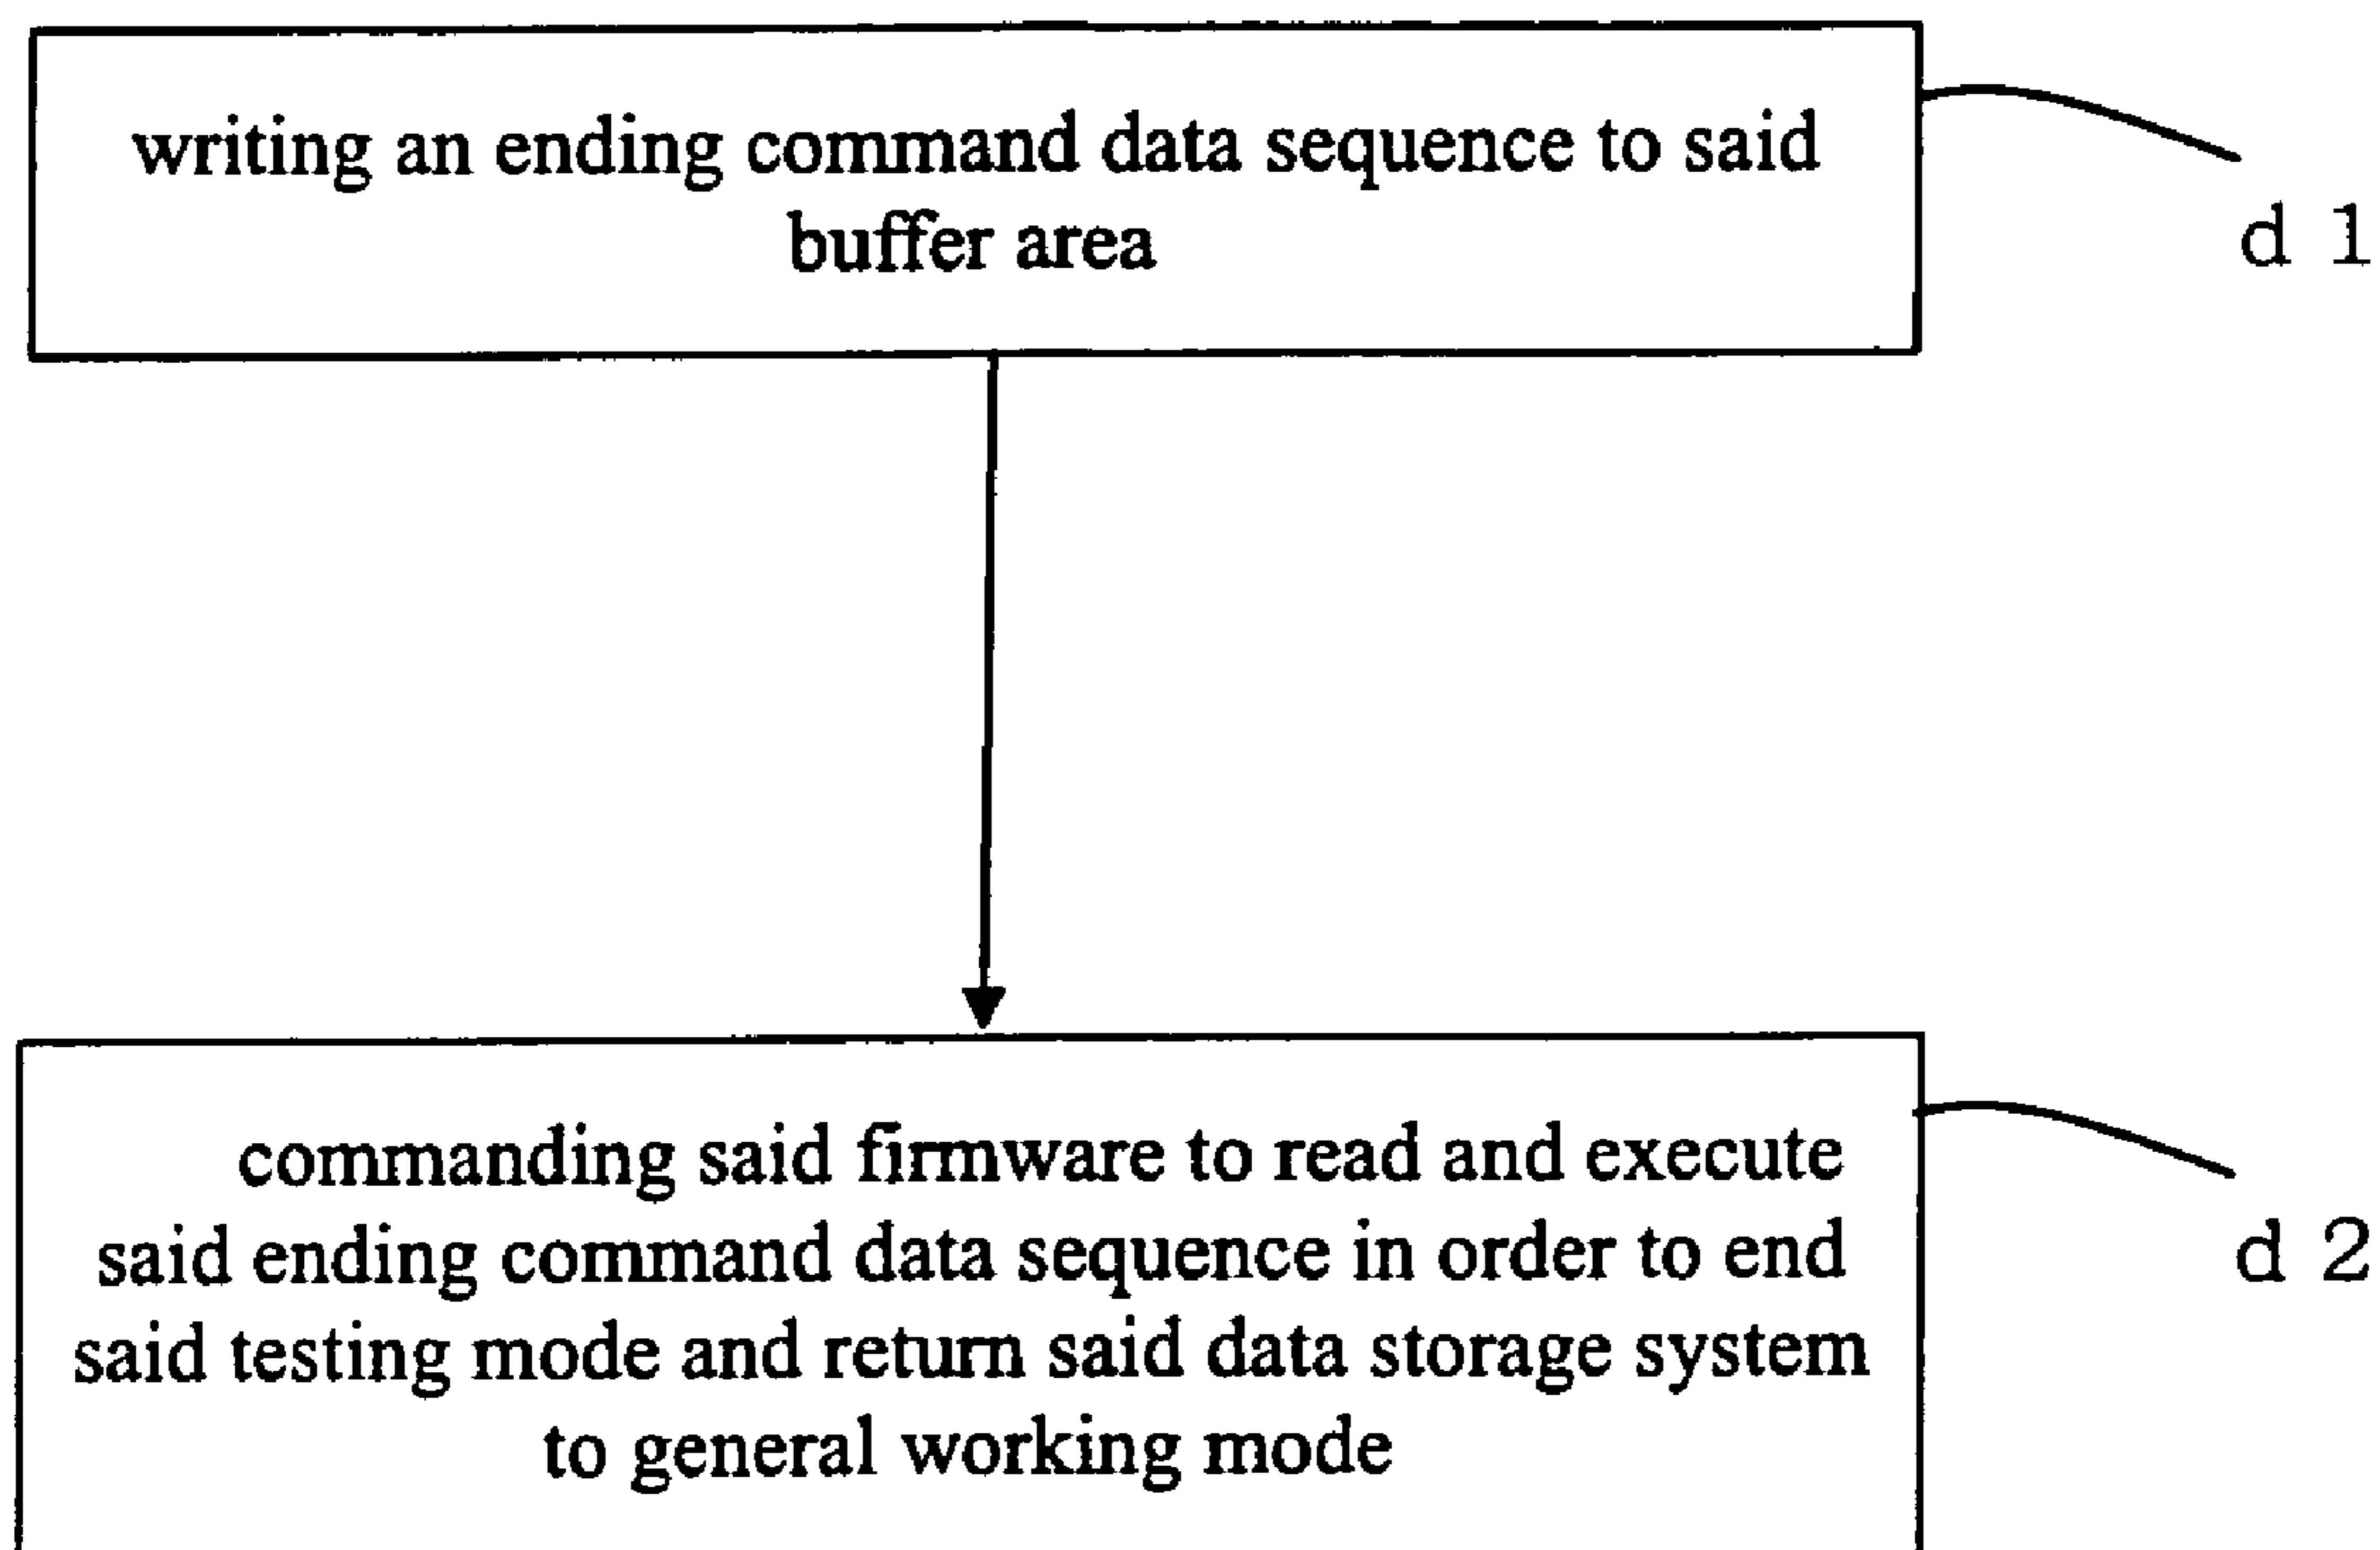 writing an ending command data sequence to said
buffer area
d 1
commanding said firmware to read and execute
said ending command data sequence in order to end
d 2
said testing mode and return said data storage system
to general working mode